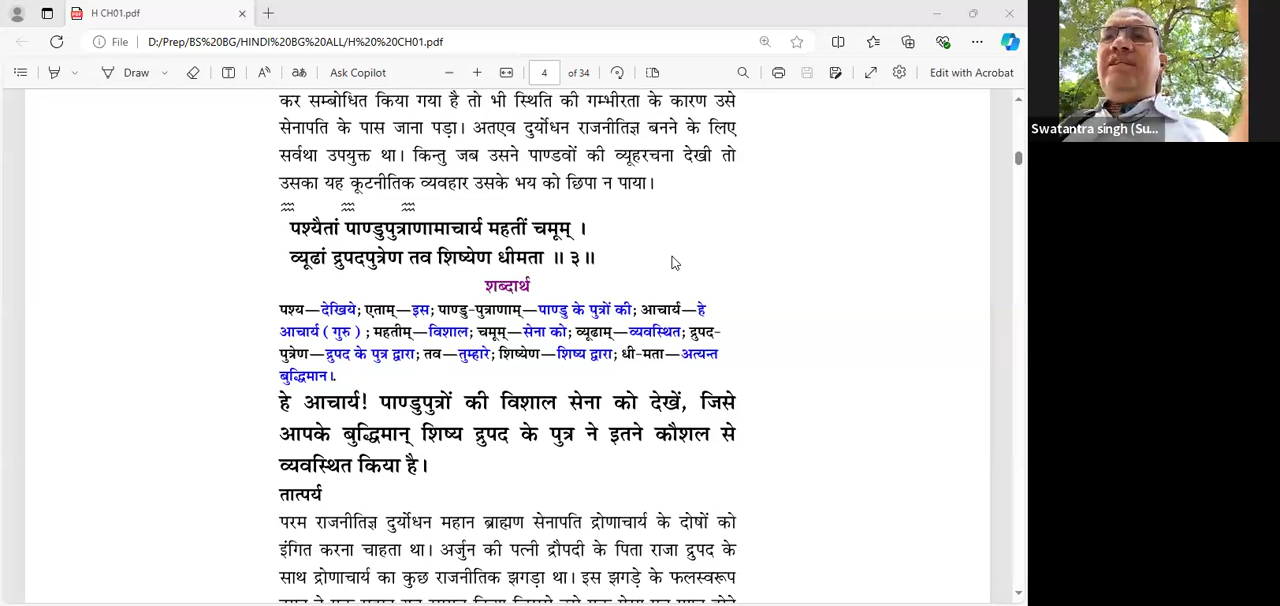 H CH01.pdf
File D:/Prep/BS%20BG/HINDI%20BG%20ALL/H%20%20CH01.pdf
Draw
aあ
Ask Copilot
4 of 34
Edit with Acrobat
Swatantra singh (Su...
कर सम्बोधित किया गया है तो भी स्थिति की गम्भीरता के कारण उसे
सेनापति के पास जाना पड़ा। अतएव दुर्योधन राजनीतिज्ञ बनने के लिए
सर्वथा उपयुक्त था। किन्तु जब उसने पाण्डवों की व्यूहरचना देखी तो
उसका यह कूटनीतिक व्यवहार उसके भय को छिपा न पाया।
पश्यैतां पाण्डुपुत्राणामाचार्य महतीं चमूम् ।
व्यूढां द्रुपदपुत्रेण तव शिष्येण धीमता ॥ ३॥
शब्दार्थ
पश्य—देखिये; एताम्—इस; पाण्डु-पुत्राणाम्—पाण्डु के पुत्रों की; आचार्य—हे
आचार्य ( गुरु ) ; महतीम्—विशाल; चमूम्—सेना को; व्यूढाम्—व्यवस्थित; द्रुपद-
पुत्रेण—द्रुपद के पुत्र द्वारा; तव—तुम्हारे; शिष्येण—शिष्य द्वारा; धी-मता—अत्यन्त
बुद्धिमान।.
हे आचार्य! पाण्डुपुत्रों की विशाल सेना को देखें, जिसे
आपके बुद्धिमान् शिष्य द्रुपद के पुत्र ने इतने कौशल से
व्यवस्थित किया है।
तात्पर्य
परम राजनीतिज्ञ दुर्योधन महान ब्राह्मण सेनापति द्रोणाचार्य के दोषों को
इंगित करना चाहता था। अर्जुन की पत्नी द्रौपदी के पिता राजा द्रुपद के
साथ द्रोणाचार्य का कुछ राजनीतिक झगड़ा था। इस झगड़े के फलस्वरूप